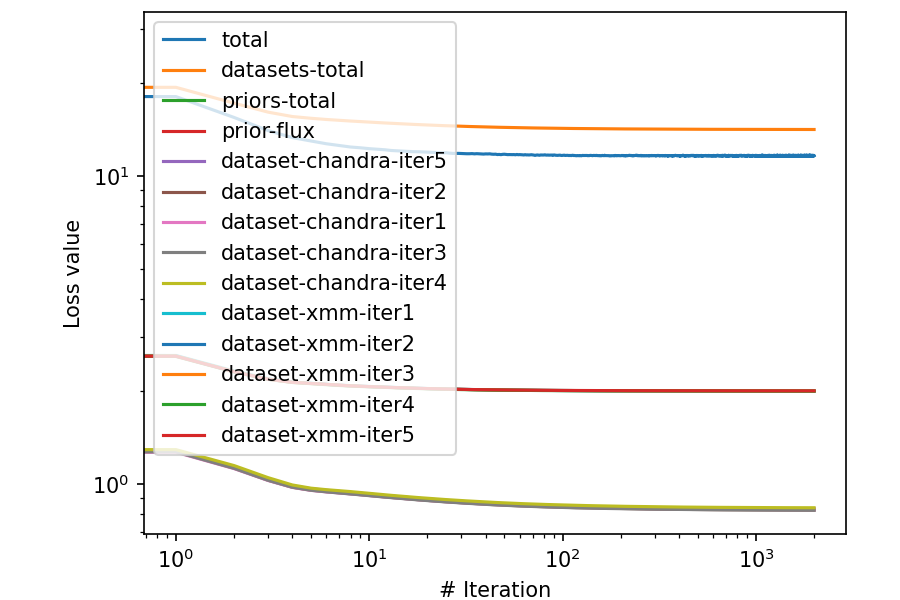 total
datasets-total
priors-total
prior-flux
dataset-chandra-iter5
dataset-chandra-iter2
dataset-chandra-iter1
dataset-chandra-iter3
dataset-chandra-iter4
dataset-xmm-iter1
dataset-xmm-iter2
dataset-xmm-iter3
dataset-xmm-iter4
dataset-xmm-iter5
Loss value
10¹
10⁰
10⁰ 10¹ 10² 10³
# Iteration